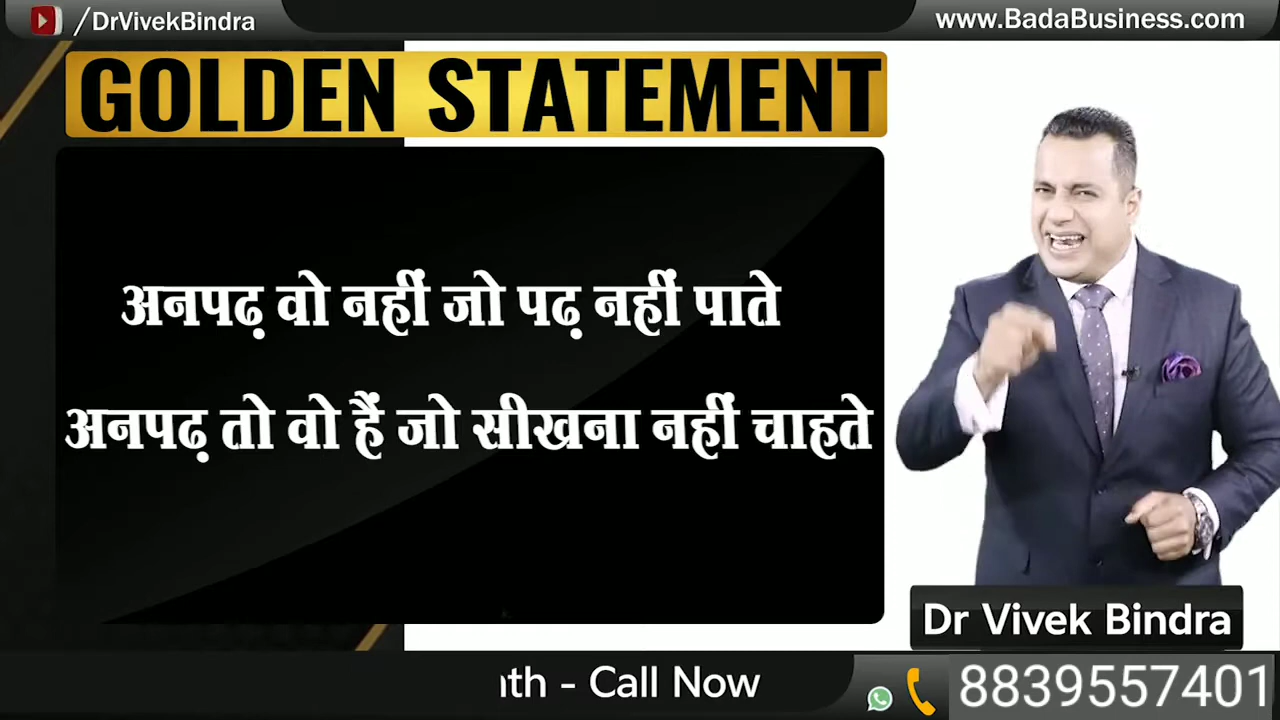 /DrVivekBindra
www.BadaBusiness.com
GOLDEN STATEMENT
अनपढ़ वो नहीं जो पढ़ नहीं पाते
अनपढ़ तो वो हैं जो सीखना नहीं चाहते
Dr Vivek Bindra
- Call Now
8839557401